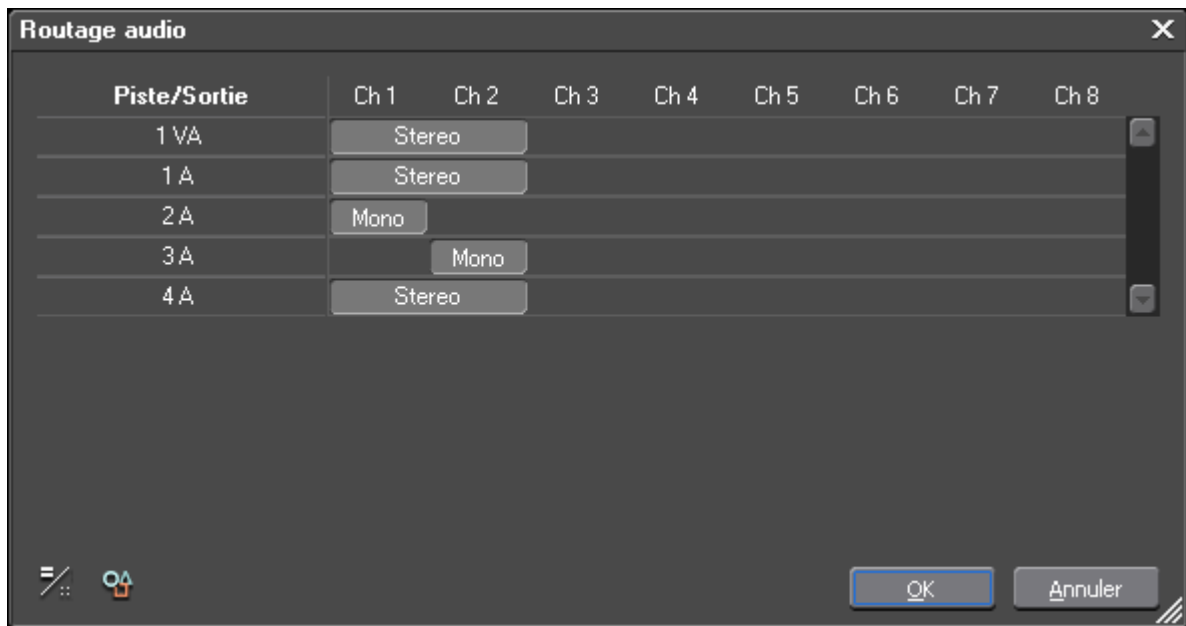 Routage audio
Piste/Sortie Ch 1 Ch 2 Ch 3 Ch 4 Ch 5 Ch 6 Ch 7 Ch 8
1 VA Stereo
1 A Stereo
2 A Mono
3 A Mono
4 A Stereo
OK Annuler